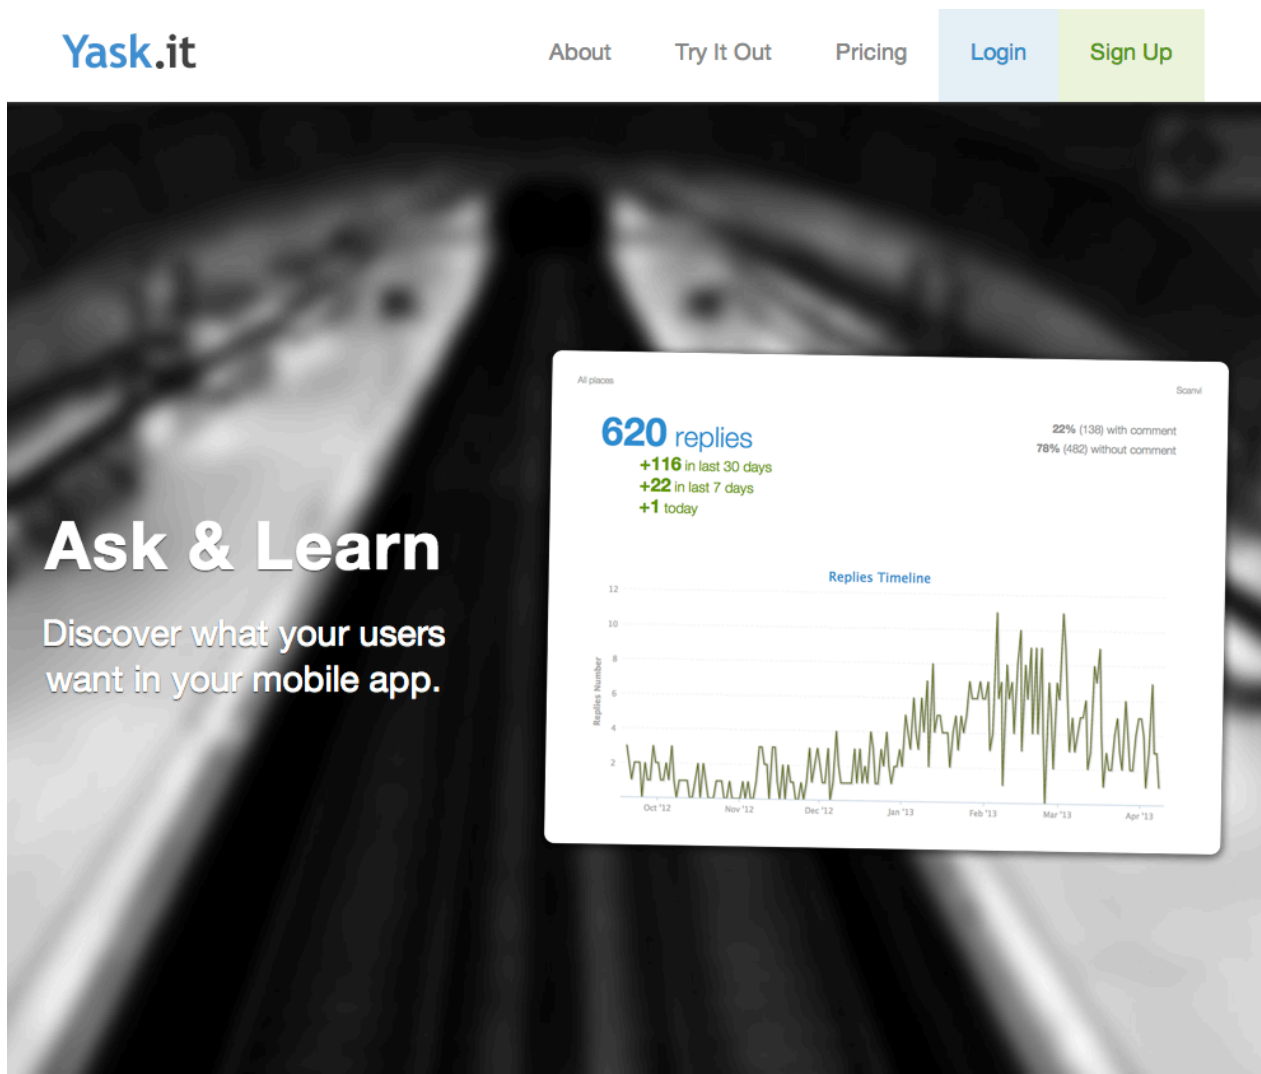 Yask.it
About
Try It Out
Pricing
Login
Sign Up
All places
Scanvi
620 replies
+116 in last 30 days
+22 in last 7 days
+1 today
22% (138) with comment
78% (482) without comment
Ask & Learn
Discover what your users
want in your mobile app.
Replies Timeline
Replies Number
12
10
8
6
4
2
Oct '12
Nov '12
Dec '12
Jan '13
Feb '13
Mar '13
Apr '13